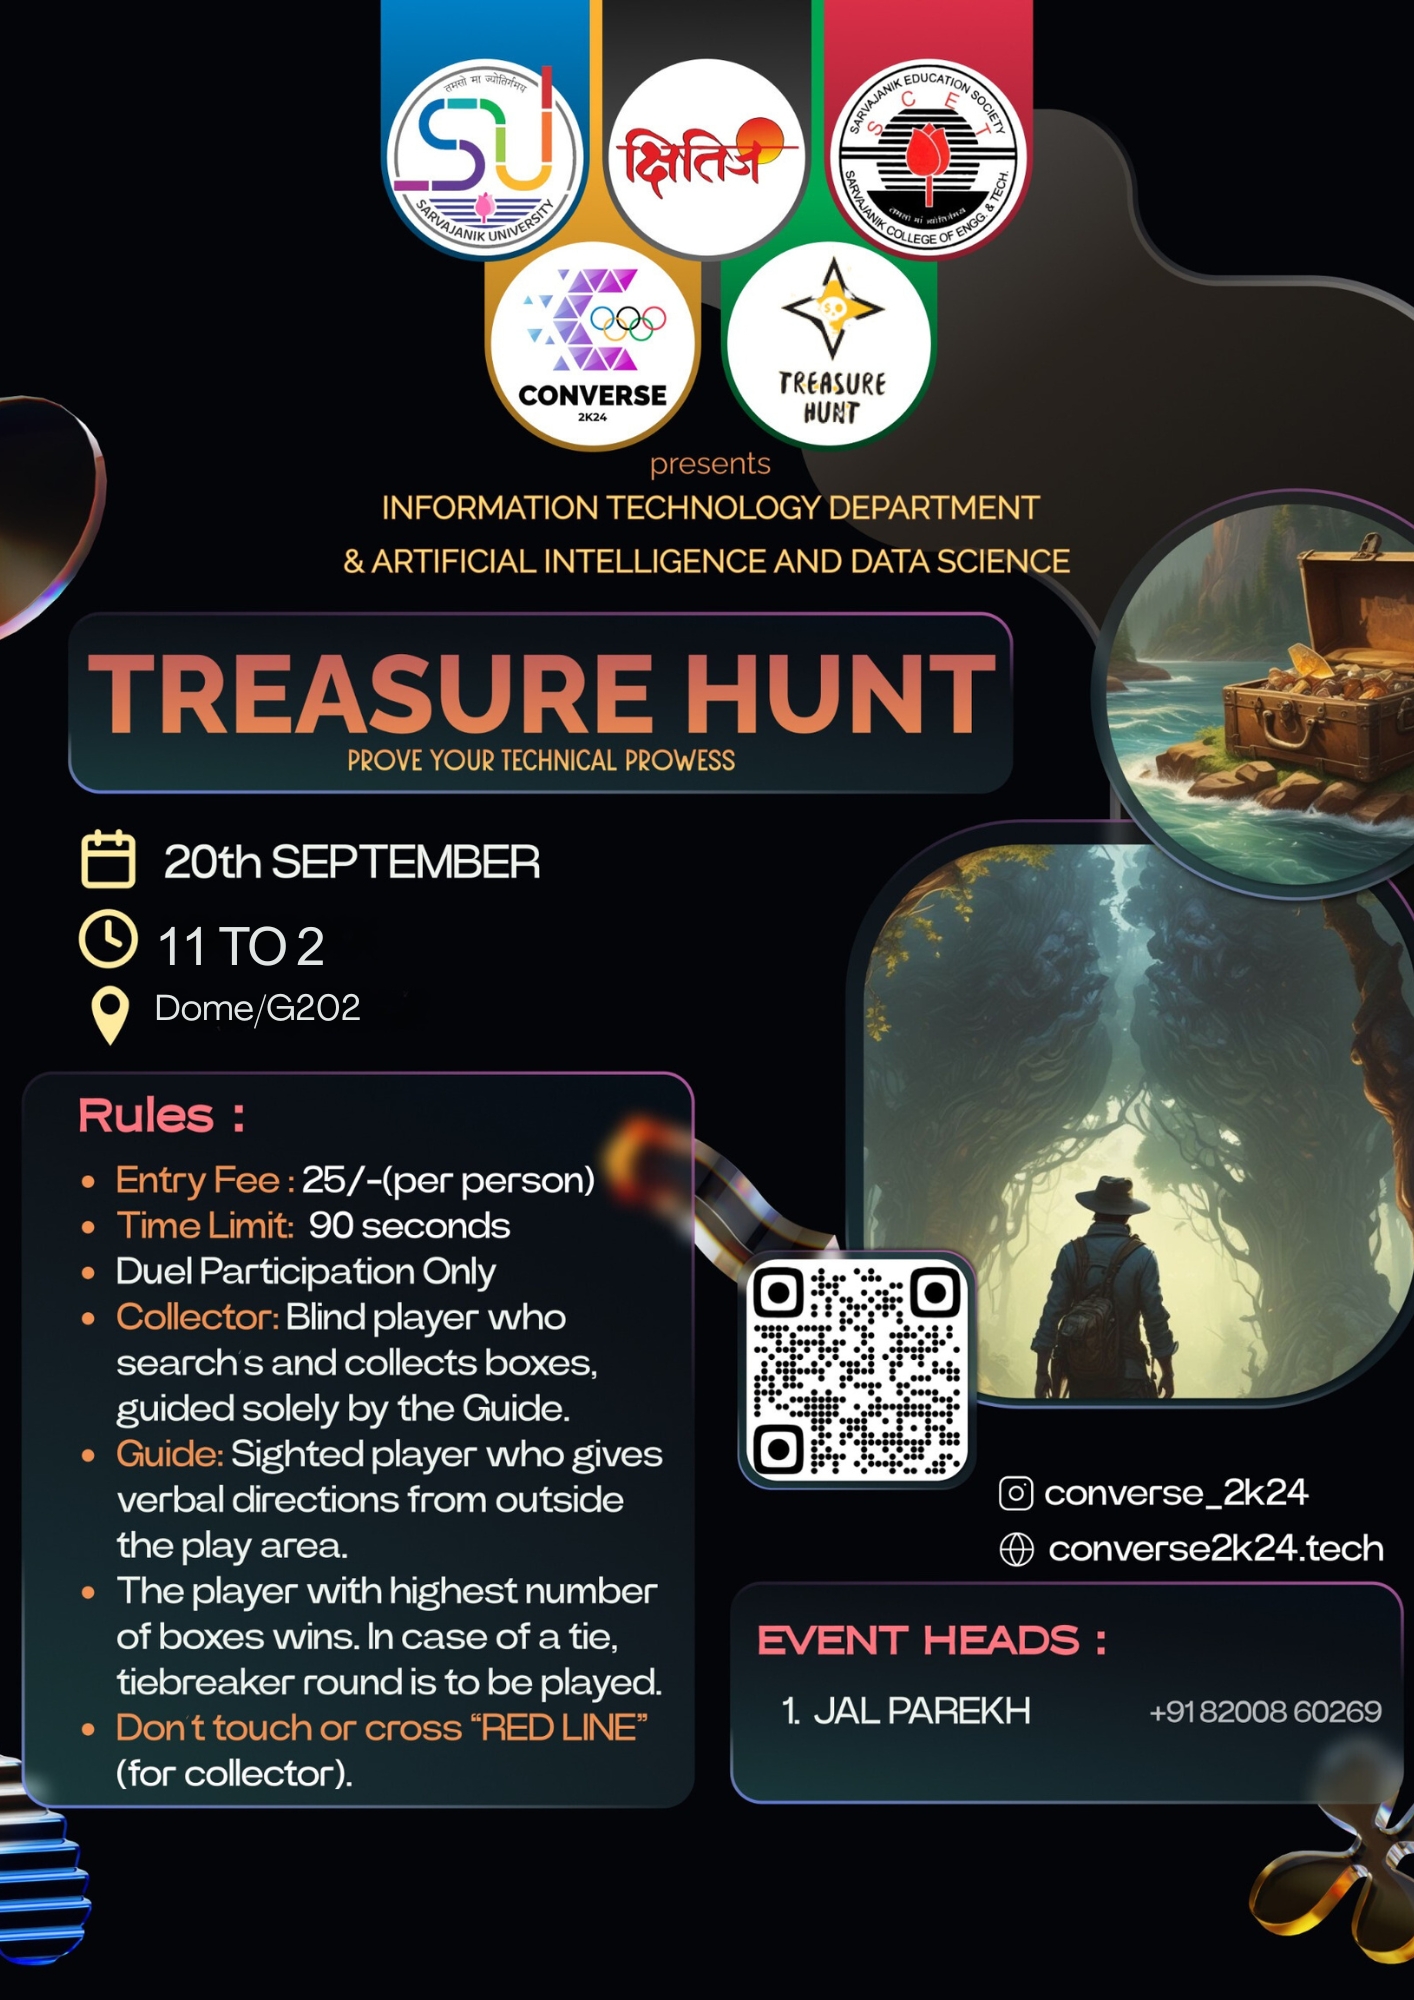 तमसो मा ज्योतिर्गमय
SU
SARVAJANIK UNIVERSITY
क्षितिज
SARVAJANIK EDUCATION SOCIETY
S C E T
तमसो मां ज्योतिर्गमय
SARVAJANIK COLLEGE OF ENGG. & TECH.
CONVERSE
2K24
TREASURE
HUNT
presents
INFORMATION TECHNOLOGY DEPARTMENT
& ARTIFICIAL INTELLIGENCE AND DATA SCIENCE
TREASURE HUNT
PROVE YOUR TECHNICAL PROWESS
20th SEPTEMBER
11 TO 2
Dome/G202
Rules :
• Entry Fee : 25/-(per person)
• Time Limit: 90 seconds
• Duel Participation Only
• Collector: Blind player who
search's and collects boxes,
guided solely by the Guide.
• Guide: Sighted player who gives
verbal directions from outside
the play area.
• The player with highest number
of boxes wins. In case of a tie,
tiebreaker round is to be played.
• Don't touch or cross “RED LINE”
(for collector).
converse_2k24
converse2k24.tech
EVENT HEADS :
1. JAL PAREKH +91 82008 60269